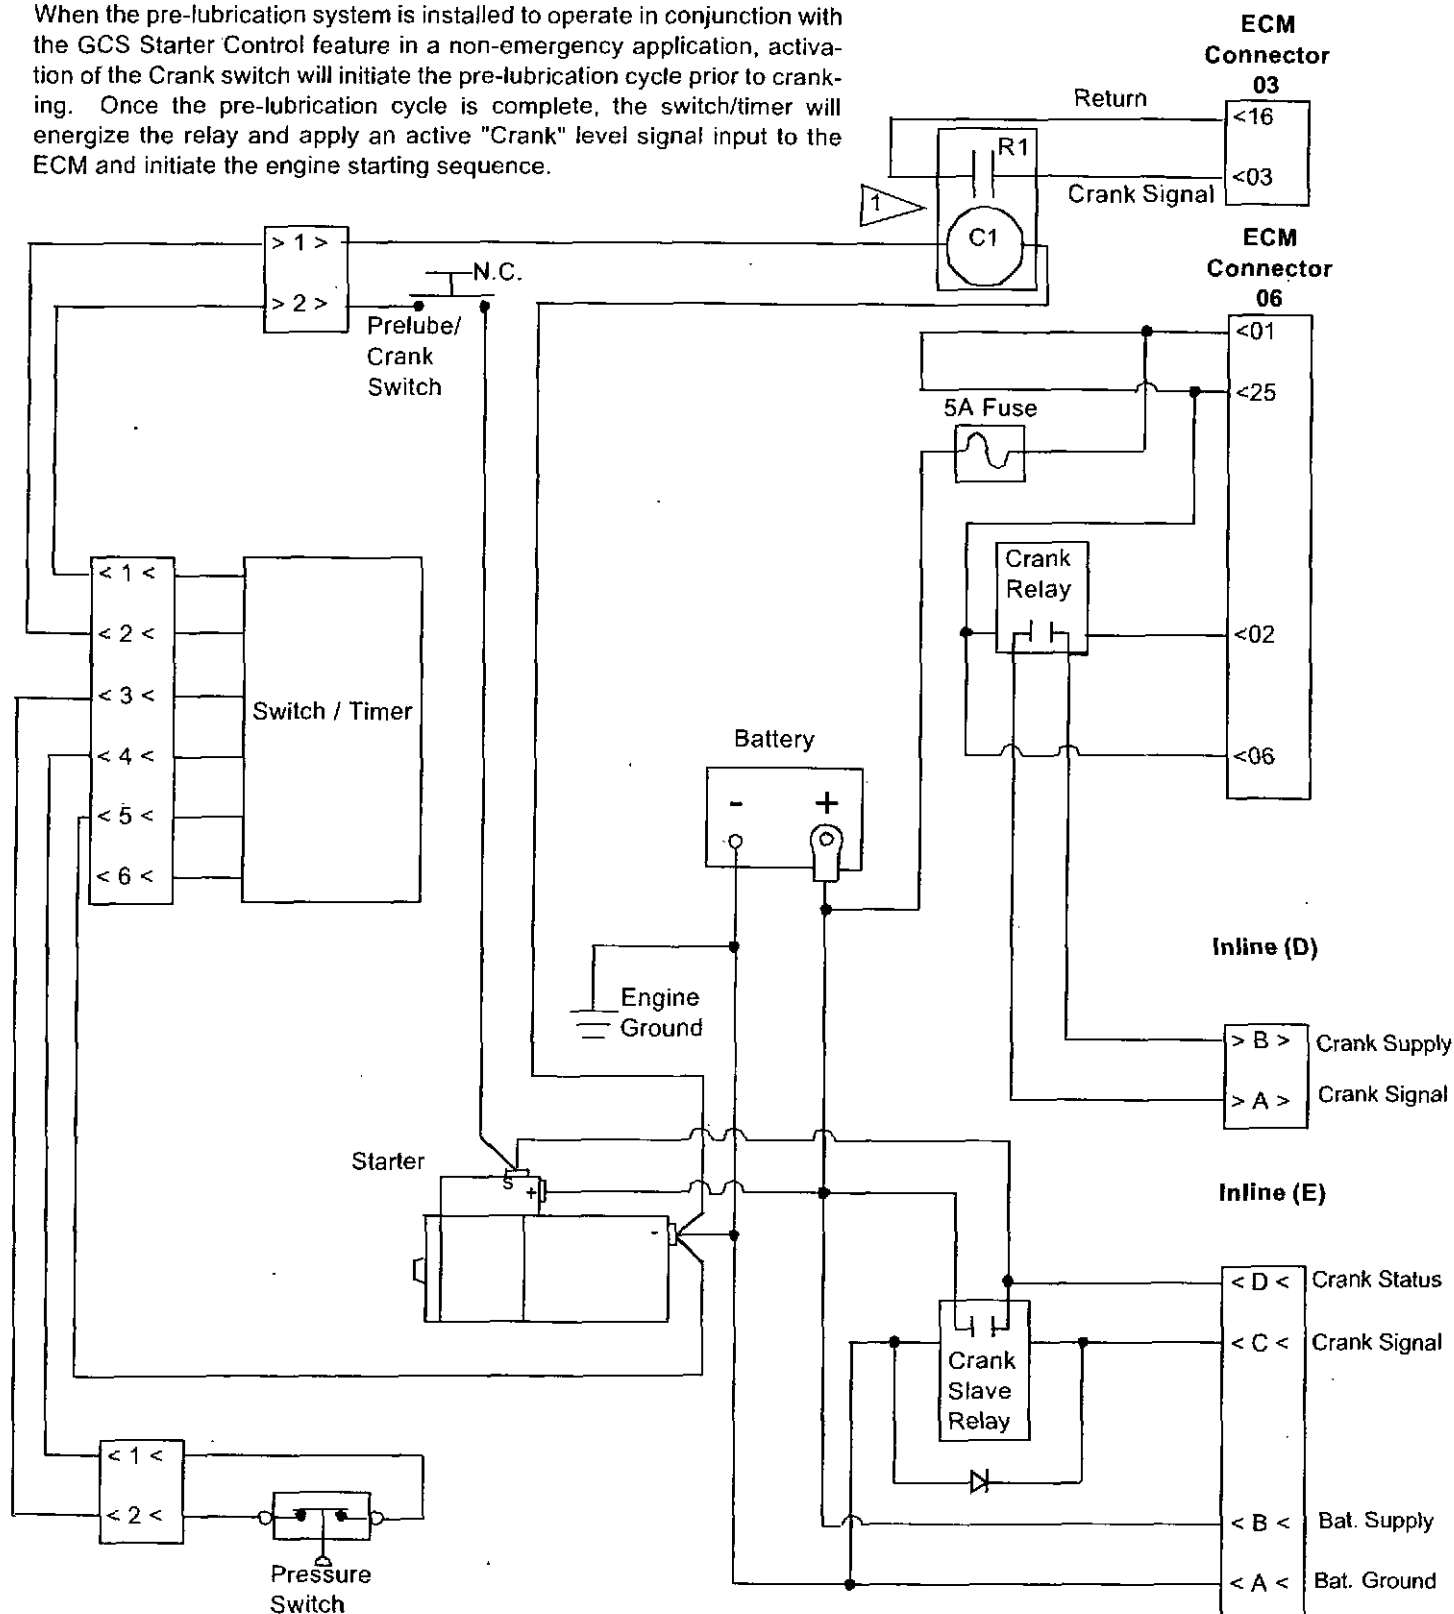 When the pre-lubrication system is installed to operate in conjunction with
the GCS Starter Control feature in a non-emergency application, activa-
tion of the Crank switch will initiate the pre-lubrication cycle prior to crank-
ing. Once the pre-lubrication cycle is complete, the switch/timer will
energize the relay and apply an active "Crank" level signal input to the
ECM and initiate the engine starting sequence.
ECM
Connector
03
Return
<16
R1
<03
Crank Signal
1
C1
ECM
Connector
06
> 1 >
N.C.
> 2 >
Prelube/
Crank
Switch
<01
<25
5A Fuse
Crank
Relay
<02
<06
< 1 <
< 2 <
< 3 <
< 4 <
< 5 <
< 6 <
Switch / Timer
Battery
- +
Engine
Ground
Inline (D)
> B > Crank Supply
> A > Crank Signal
Starter
S
+
-
Inline (E)
< D < Crank Status
< C < Crank Signal
Crank
Slave
Relay
< B < Bat. Supply
< A < Bat. Ground
< 1 <
< 2 <
Pressure
Switch